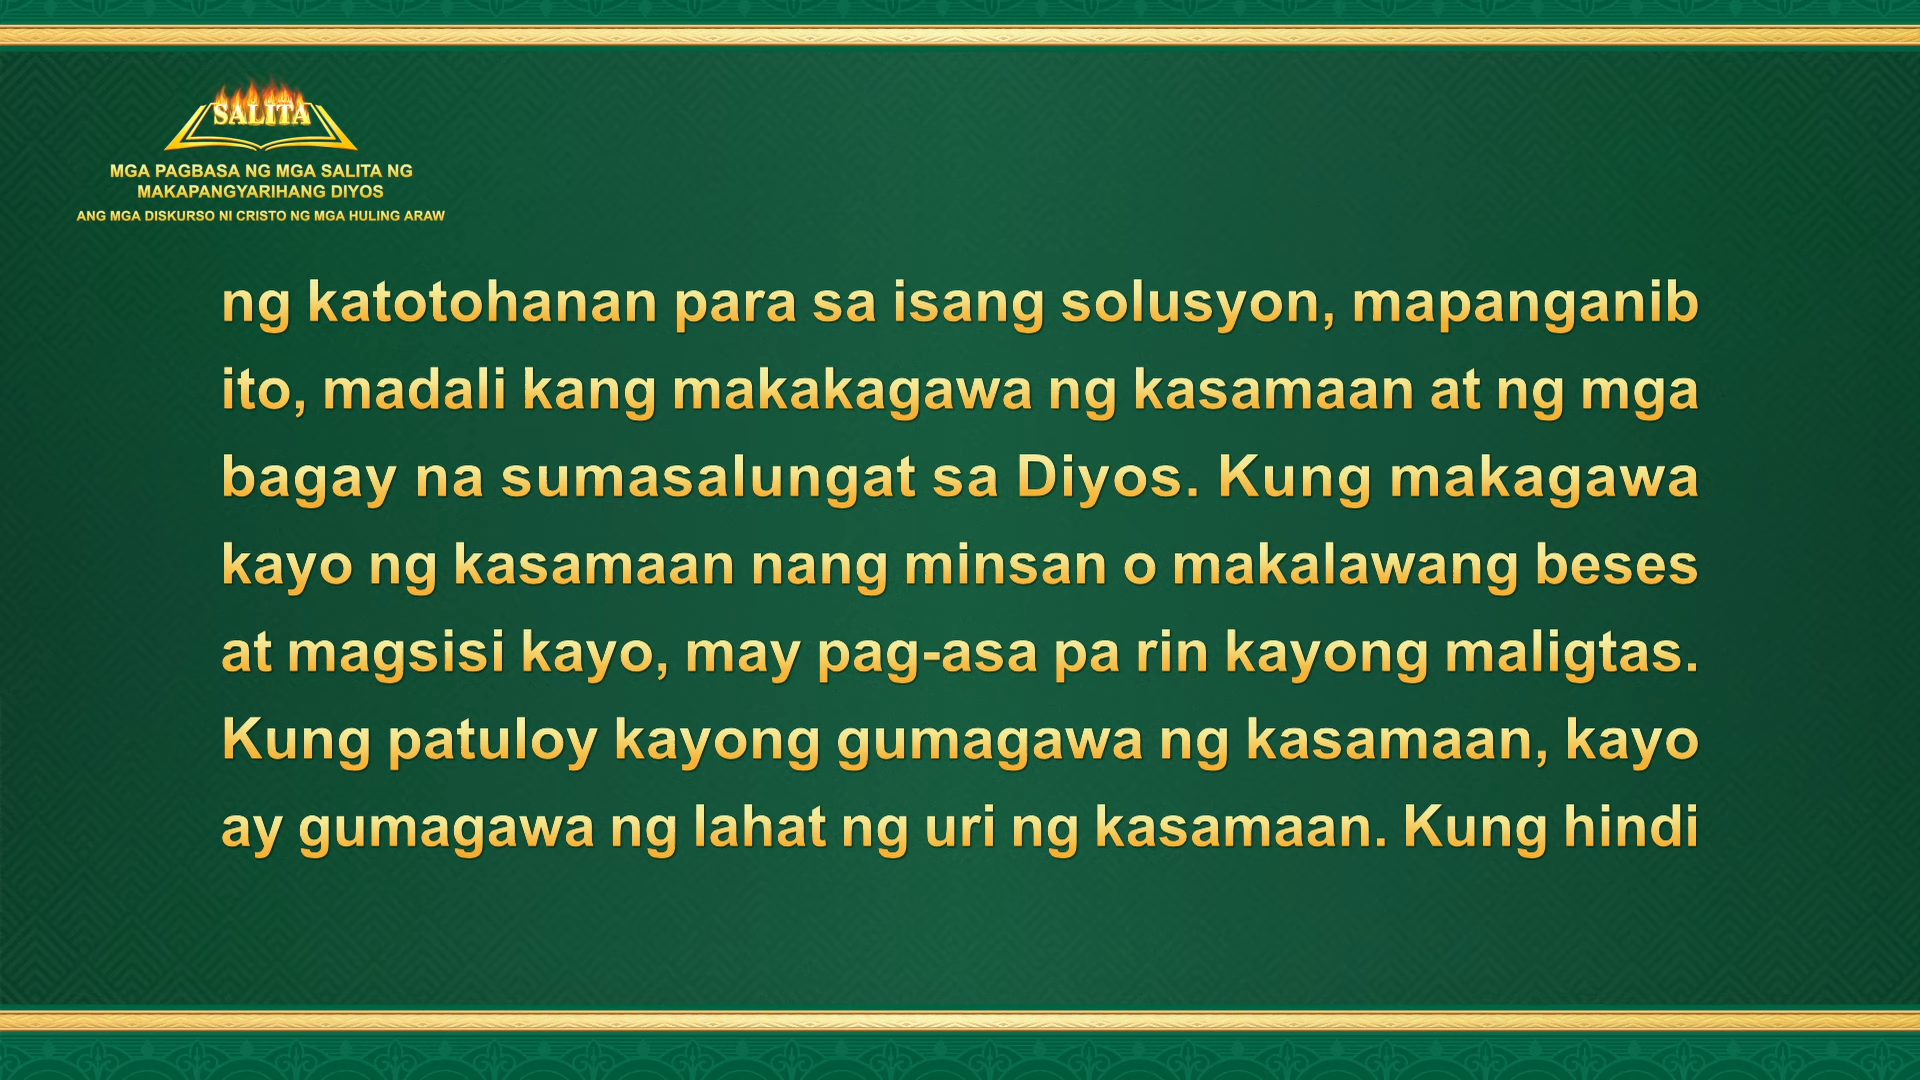 SALITA
MGA PAGBASA NG MGA SALITA NG
MAKAPANGYARIHANG DIYOS
ANG MGA DISKURSO NI CRISTO NG MGA HULING ARAW
ng katotohanan para sa isang solusyon, mapanganib
ito, madali kang makakagawa ng kasamaan at ng mga
bagay na sumasalungat sa Diyos. Kung makagawa
kayo ng kasamaan nang minsan o makalawang beses
at magsisi kayo, may pag-asa pa rin kayong maligtas.
Kung patuloy kayong gumagawa ng kasamaan, kayo
ay gumagawa ng lahat ng uri ng kasamaan. Kung hindi